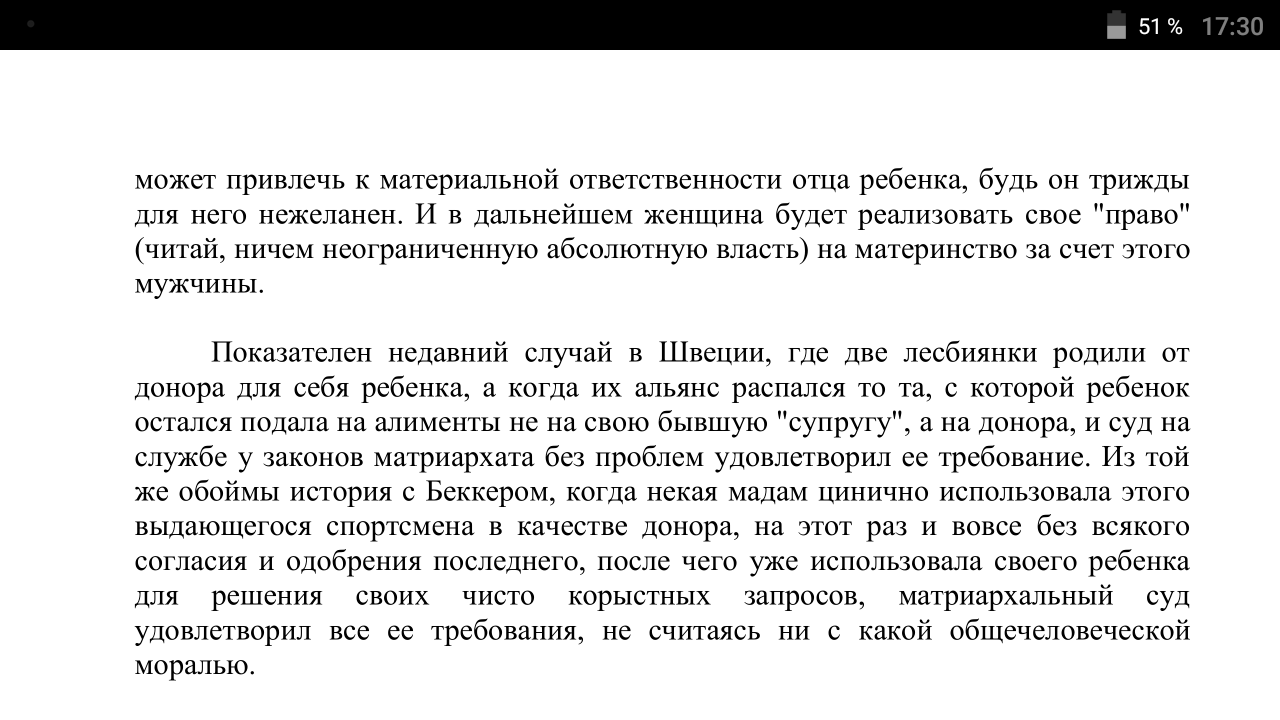 51 % 17:30
может привлечь к материальной ответственности отца ребенка, будь он трижды
для него нежеланен. И в дальнейшем женщина будет реализовать свое "право"
(читай, ничем неограниченную абсолютную власть) на материнство за счет этого
мужчины.
Показателен недавний случай в Швеции, где две лесбиянки родили от
донора для себя ребенка, а когда их альянс распался то та, с которой ребенок
остался подала на алименты не на свою бывшую "супругу", а на донора, и суд на
службе у законов матриархата без проблем удовлетворил ее требование. Из той
же обоймы история с Беккером, когда некая мадам цинично использовала этого
выдающегося спортсмена в качестве донора, на этот раз и вовсе без всякого
согласия и одобрения последнего, после чего уже использовала своего ребенка
для решения своих чисто корыстных запросов, матриархальный суд
удовлетворил все ее требования, не считаясь ни с какой общечеловеческой
моралью.